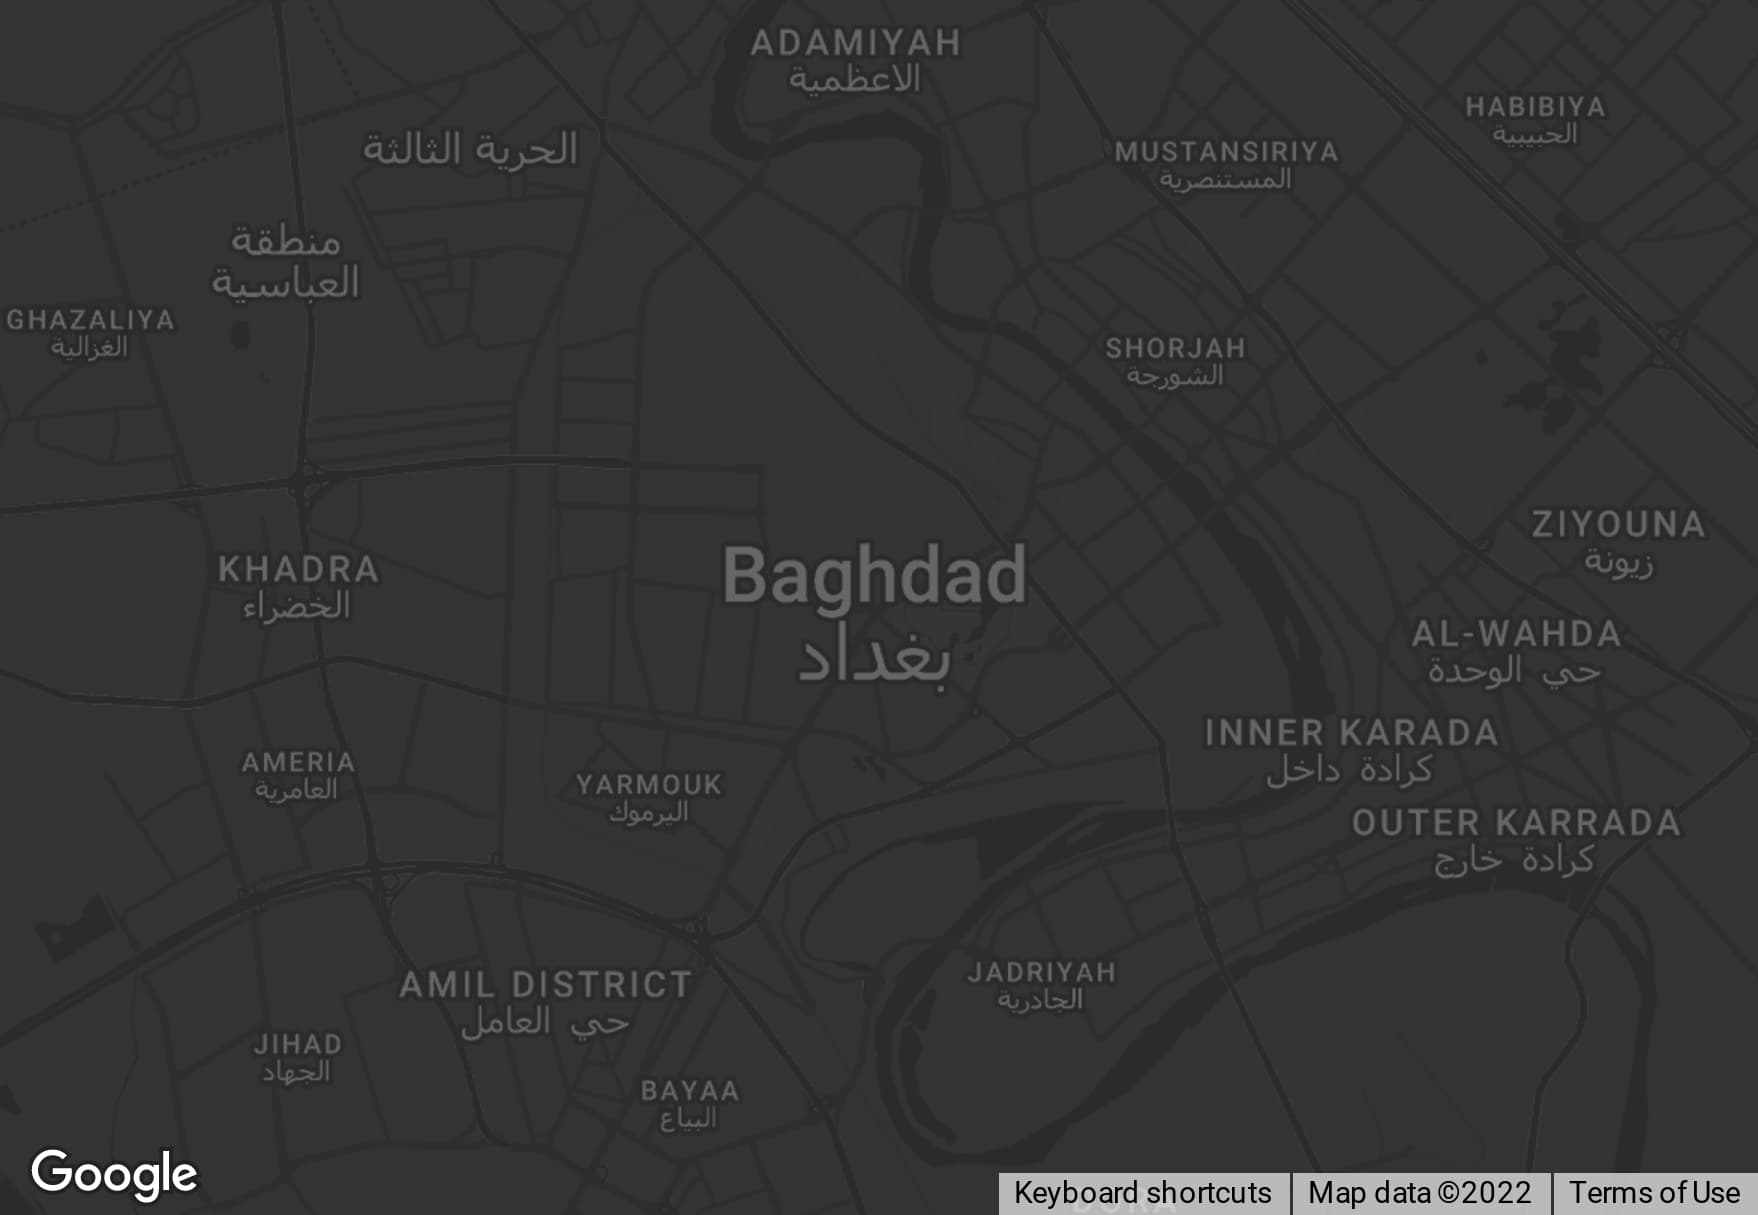 ADAMIYAH
الاعظمية
HABIBIYA
الحبيبية
الحرية الثالثة
MUSTANSIRIYA
المستنصرية
منطقة
العباسية
GHAZALIYA
الغزالية
SHORJAH
الشورجة
ZIYOUNA
زيونة
KHADRA
الخضراء
Baghdad
بغداد
AL-WAHDA
حي الوحدة
INNER KARADA
كرادة داخل
AMERIA
العامرية
YARMOUK
اليرموك
OUTER KARRADA
كرادة خارج
AMIL DISTRICT
حي العامل
JADRIYAH
الجادرية
JIHAD
الجهاد
BAYAA
البياع
Google
DORA
Keyboard shortcuts
Map data ©2022
Terms of Use